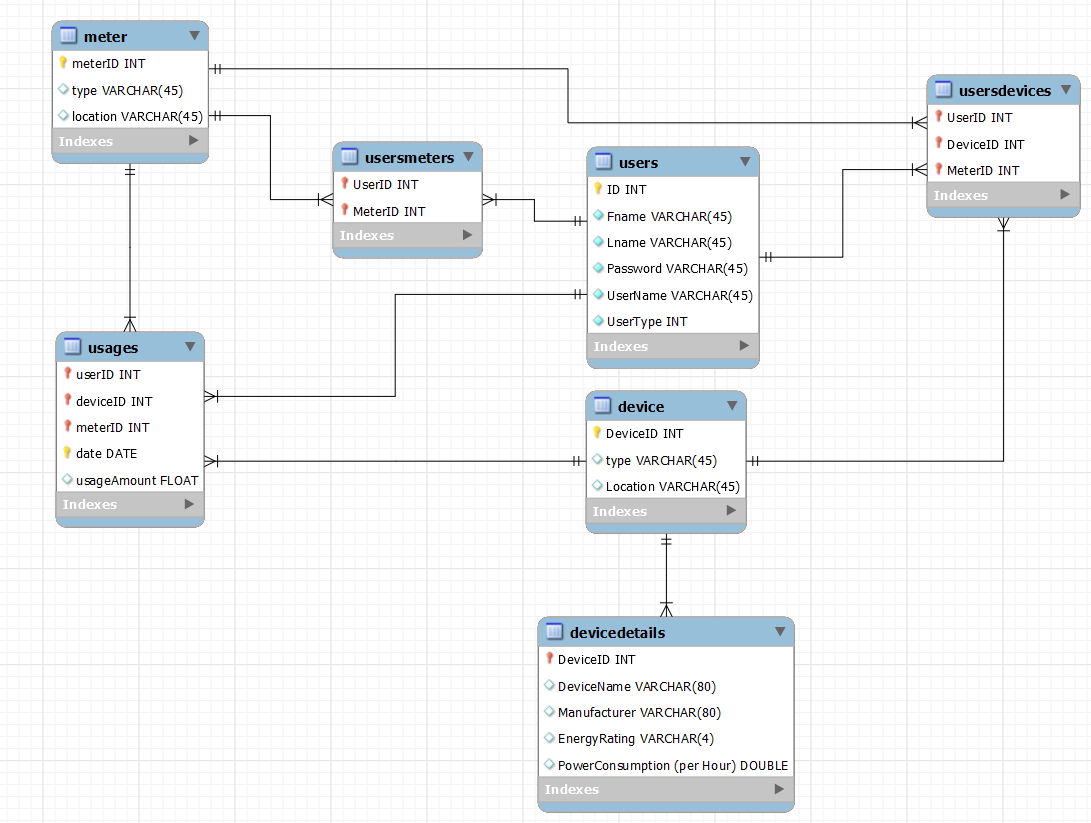 meter
meterID INT
type VARCHAR(45)
location VARCHAR(45)
Indexes
usersmeters
UserID INT
MeterID INT
Indexes
users
ID INT
Fname VARCHAR(45)
Lname VARCHAR(45)
Password VARCHAR(45)
UserName VARCHAR(45)
UserType INT
Indexes
usersdevices
UserID INT
DeviceID INT
MeterID INT
Indexes
usages
userID INT
deviceID INT
meterID INT
date DATE
usageAmount FLOAT
Indexes
device
DeviceID INT
type VARCHAR(45)
Location VARCHAR(45)
Indexes
devicedetails
DeviceID INT
DeviceName VARCHAR(80)
Manufacturer VARCHAR(80)
EnergyRating VARCHAR(4)
PowerConsumption (per Hour) DOUBLE
Indexes